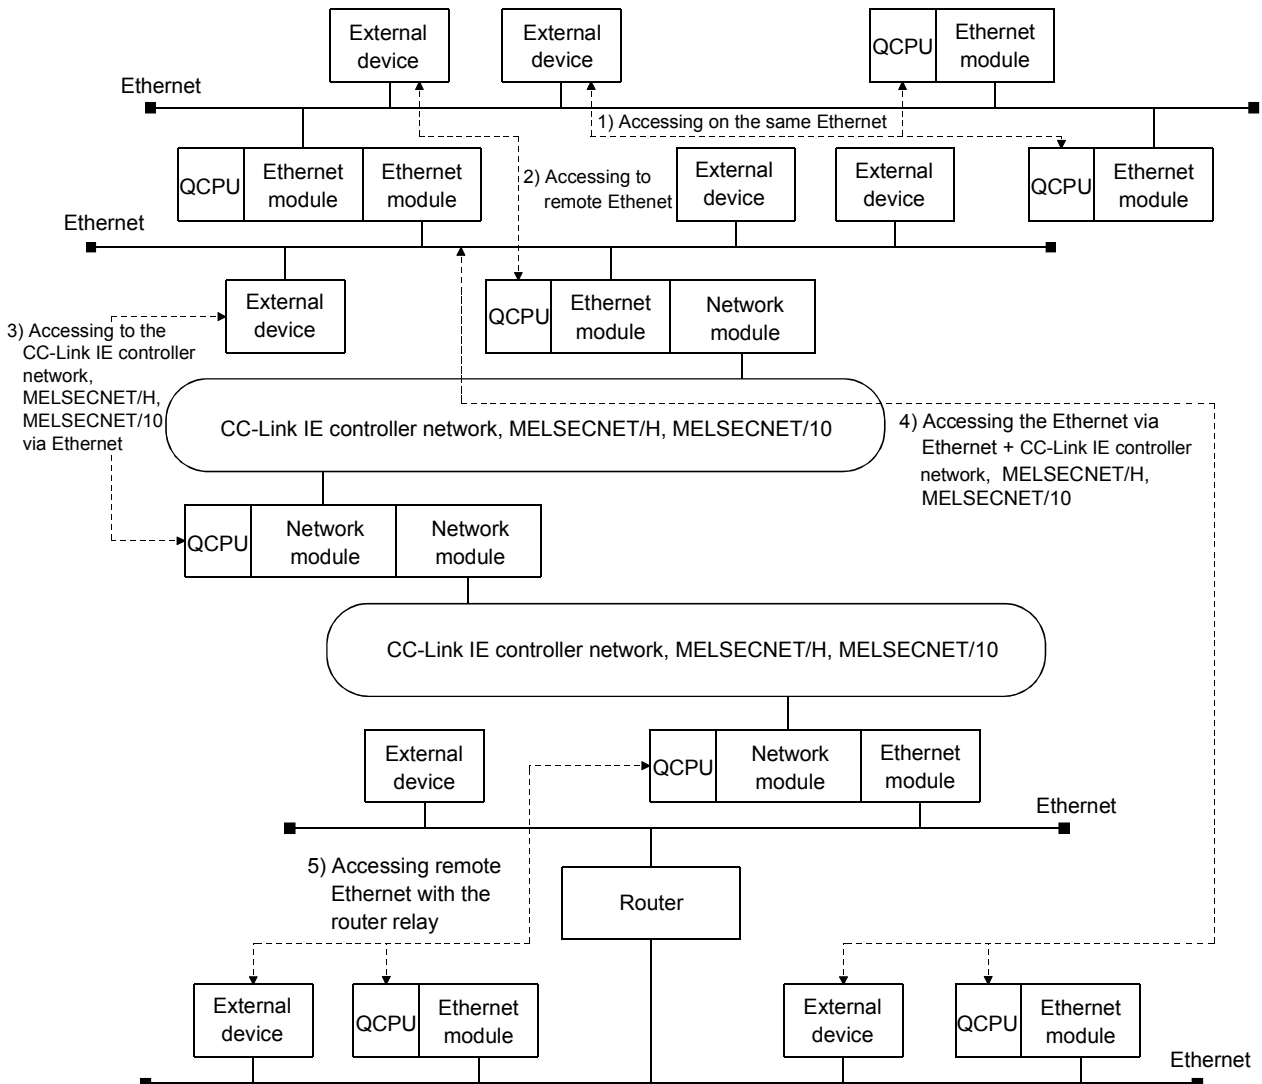 External
device
External
device
QCPU
Ethernet
module
Ethernet
1) Accessing on the same Ethernet
QCPU
Ethernet
module
Ethernet
module
2) Accessing to
remote Ethenet
External
device
External
device
QCPU
Ethernet
module
Ethernet
External
device
QCPU
Ethernet
module
Network
module
3) Accessing to the
CC-Link IE controller
network,
MELSECNET/H,
MELSECNET/10
via Ethernet
CC-Link IE controller network, MELSECNET/H, MELSECNET/10
4) Accessing the Ethernet via
Ethernet + CC-Link IE controller
network, MELSECNET/H,
MELSECNET/10
QCPU
Network
module
Network
module
CC-Link IE controller network, MELSECNET/H, MELSECNET/10
External
device
QCPU
Network
module
Ethernet
module
Ethernet
5) Accessing remote
Ethernet with the
router relay
Router
External
device
QCPU
Ethernet
module
External
device
QCPU
Ethernet
module
Ethernet